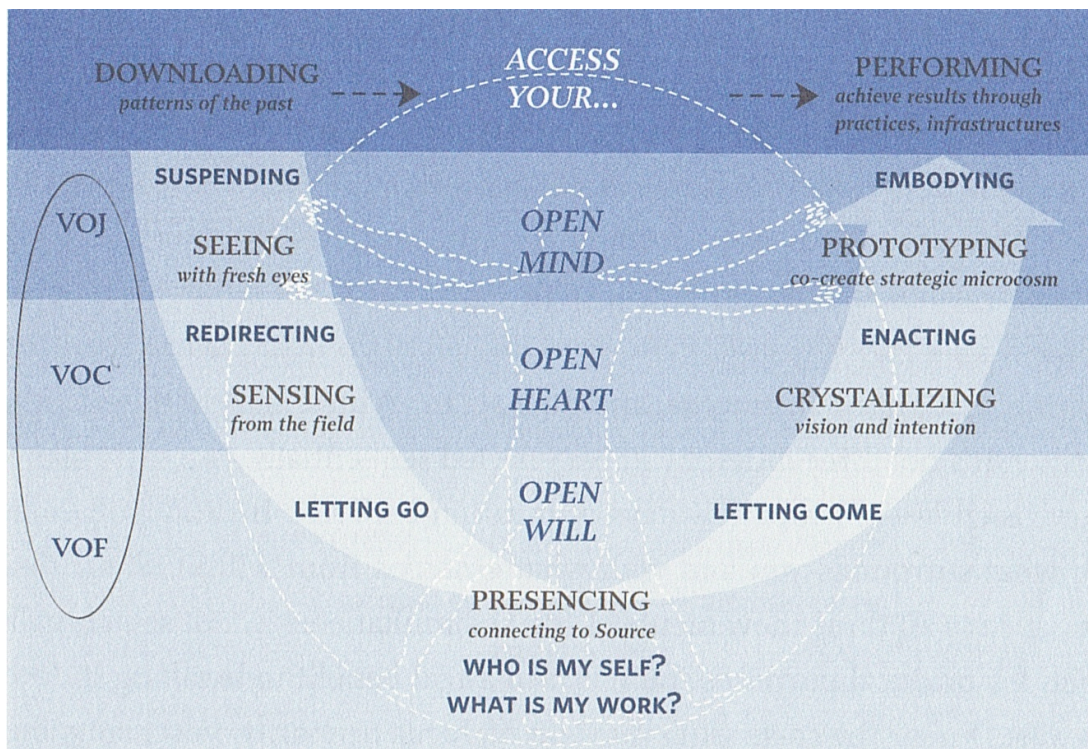 DOWNLOADING
patterns of the past
ACCESS
YOUR...
PERFORMING
achieve results through
practices, infrastructures
SUSPENDING
EMBODYING
VOJ
SEEING
with fresh eyes
OPEN
MIND
PROTOTYPING
co-create strategic microcosm
REDIRECTING
ENACTING
VOC
SENSING
from the field
OPEN
HEART
CRYSTALLIZING
vision and intention
LETTING GO
OPEN
WILL
LETTING COME
VOF
PRESENCING
connecting to Source
WHO IS MY SELF?
WHAT IS MY WORK?